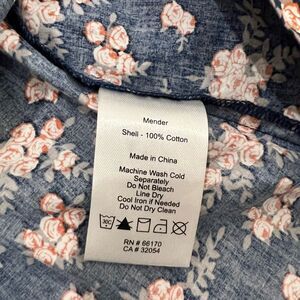 Mender
Shell - 100% Cotton
Made in China
Machine Wash Cold
Separately
Do Not Bleach
Line Dry
Cool Iron if Needed
Do Not Dry Clean
30C
RN # 66170
CA # 32054